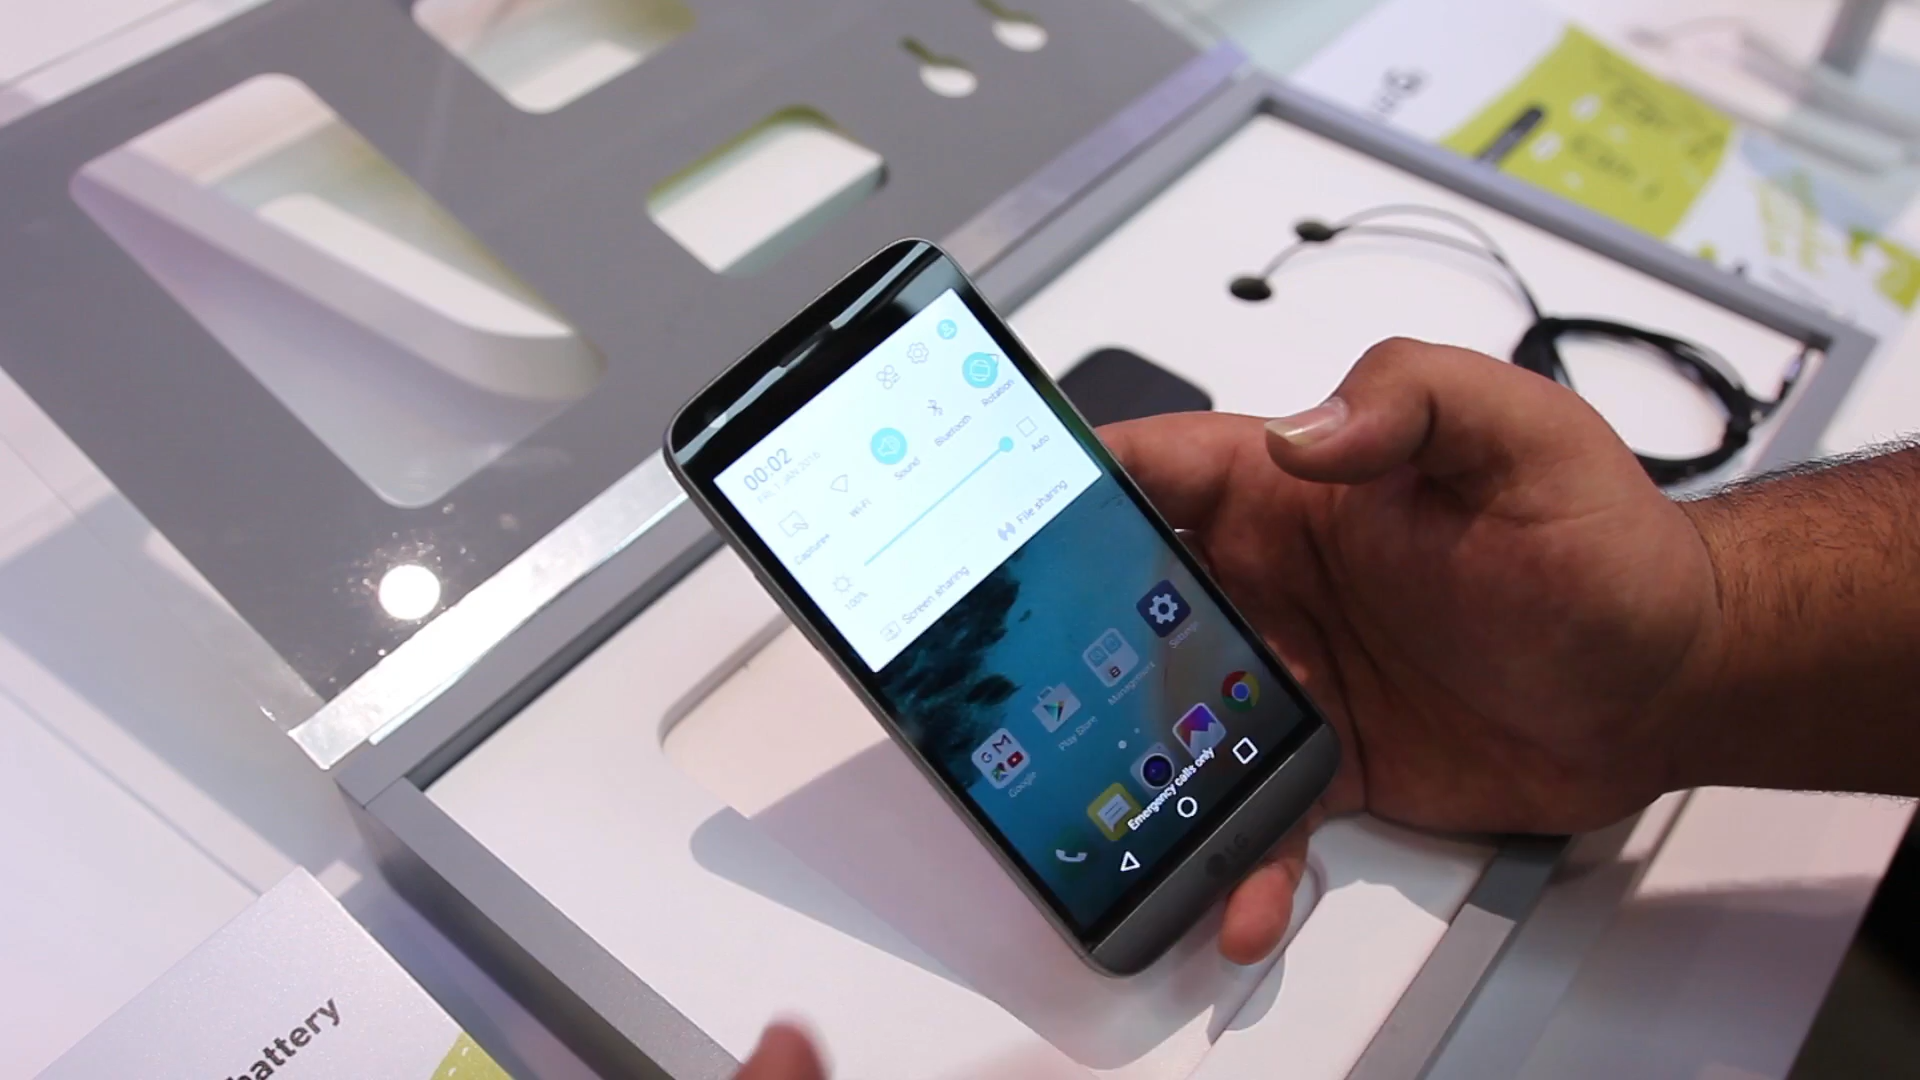 00:02
FRI, 1 JAN 2016
Capture+
Wi-Fi
Sound
Bluetooth
Rotation
100%
Auto
Screen sharing
File sharing
Google
Play Store
Management
Settings
Emergency calls only
LG
battery